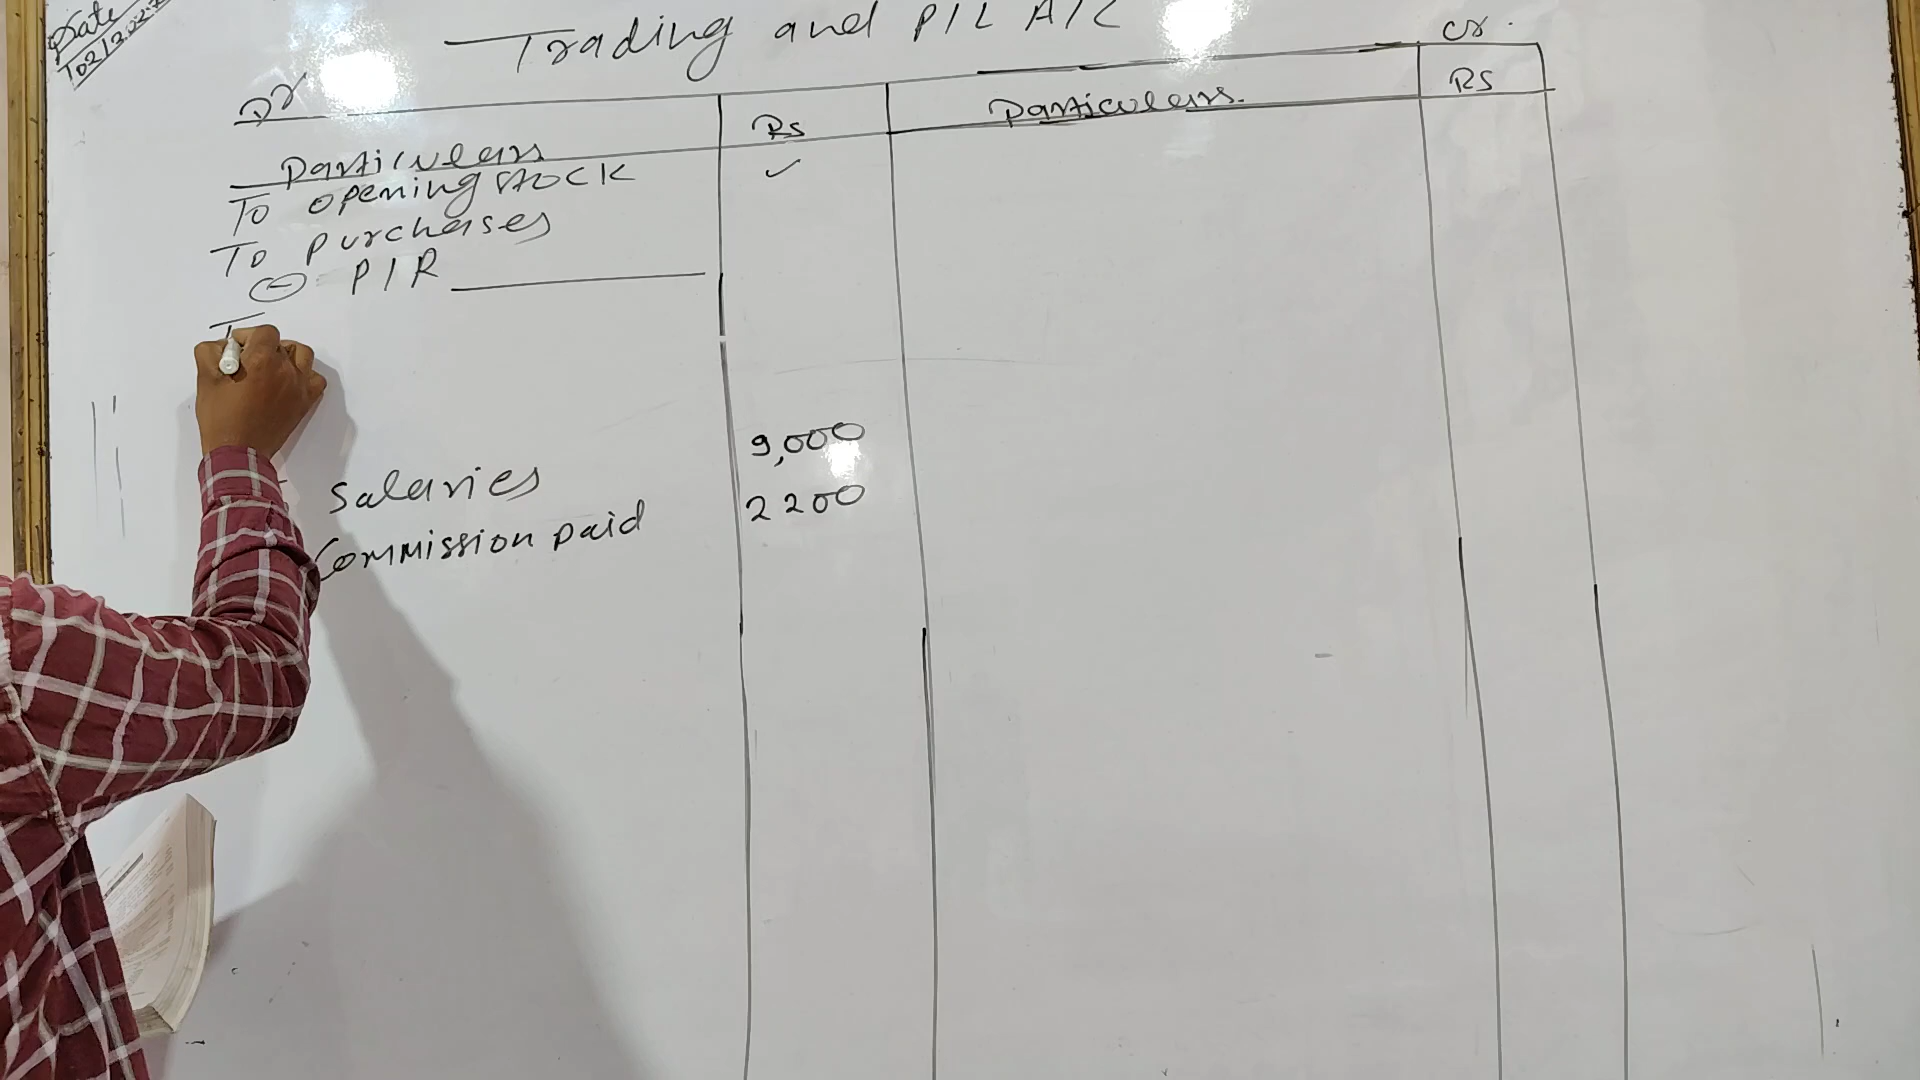 Date
Trading and P/L A/C
Dr
Cr.
Particulars
Rs
Particulars.
Rs
To opening stock
To purchases
⊖ P/R
T
Salaries 9,000
Commission paid 2200